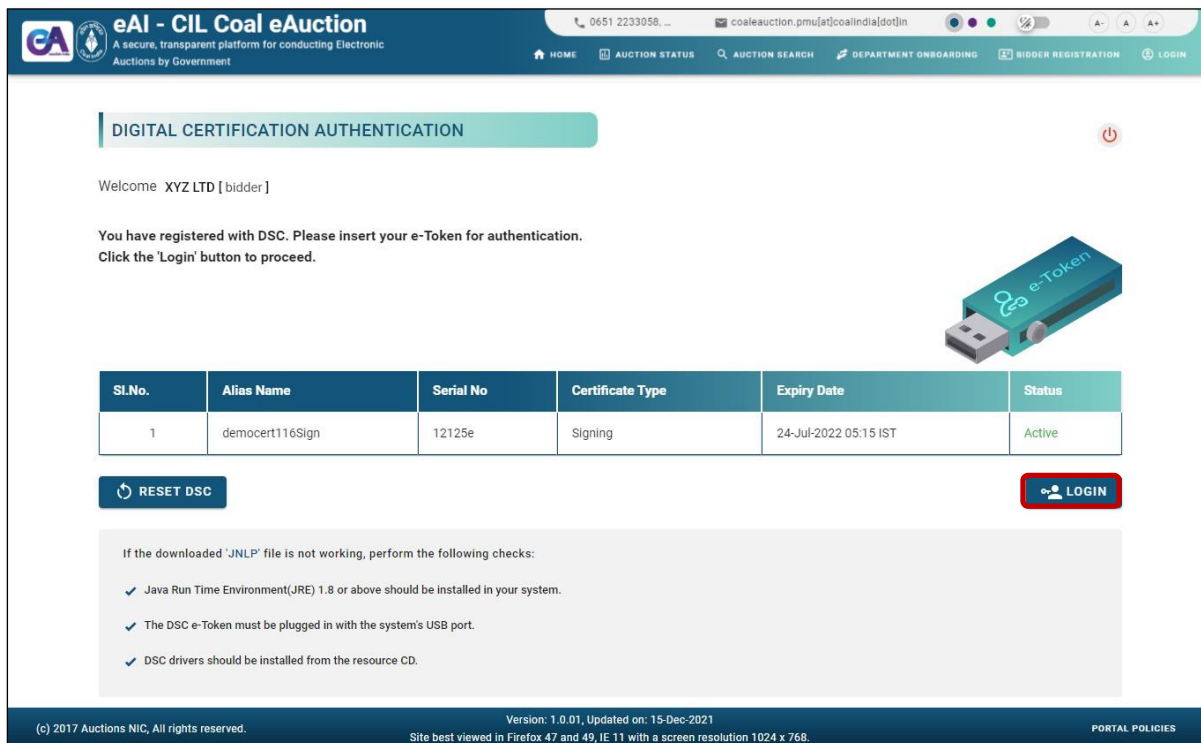 eA
eAI - CIL Coal eAuction
A secure, transparent platform for conducting Electronic
Auctions by Government
0651 2233058, ...
coaleauction.pmu[at]coalindia[dot]in
A-
A
A+
HOME
AUCTION STATUS
AUCTION SEARCH
DEPARTMENT ONBOARDING
BIDDER REGISTRATION
LOGIN
DIGITAL CERTIFICATION AUTHENTICATION
Welcome XYZ LTD [ bidder ]
You have registered with DSC. Please insert your e-Token for authentication.
Click the 'Login' button to proceed.
e-Token
Sl.No. Alias Name Serial No Certificate Type Expiry Date Status
1 democert116Sign 12125e Signing 24-Jul-2022 05:15 IST Active
RESET DSC
LOGIN
If the downloaded 'JNLP' file is not working, perform the following checks:
Java Run Time Environment(JRE) 1.8 or above should be installed in your system.
The DSC e-Token must be plugged in with the system's USB port.
DSC drivers should be installed from the resource CD.
(c) 2017 Auctions NIC, All rights reserved.
Version: 1.0.01, Updated on: 15-Dec-2021
Site best viewed in Firefox 47 and 49, IE 11 with a screen resolution 1024 x 768.
PORTAL POLICIES